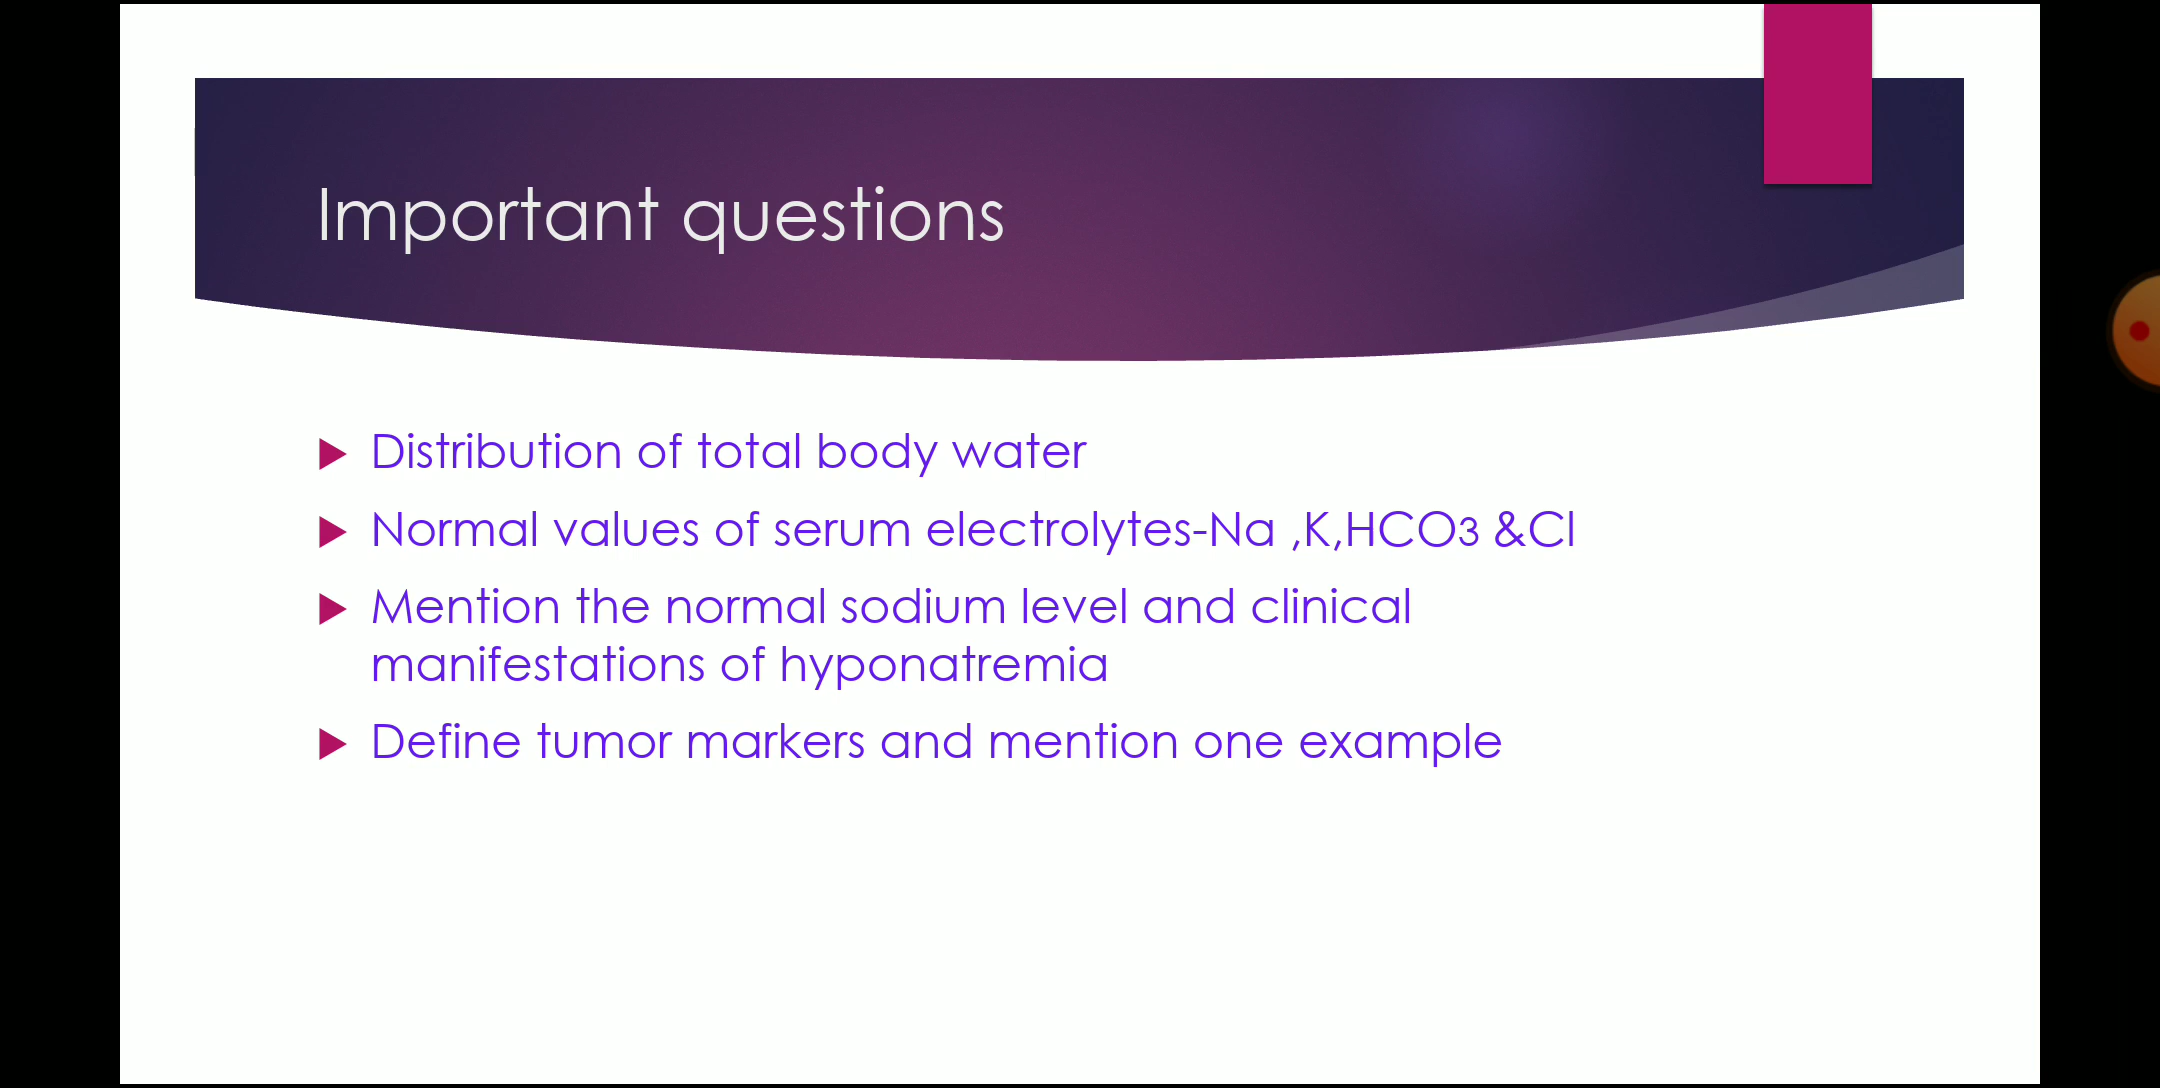 Important questions
Distribution of total body water
Normal values of serum electrolytes-Na ,K,HCO3 &Cl
Mention the normal sodium level and clinical
manifestations of hyponatremia
Define tumor markers and mention one example